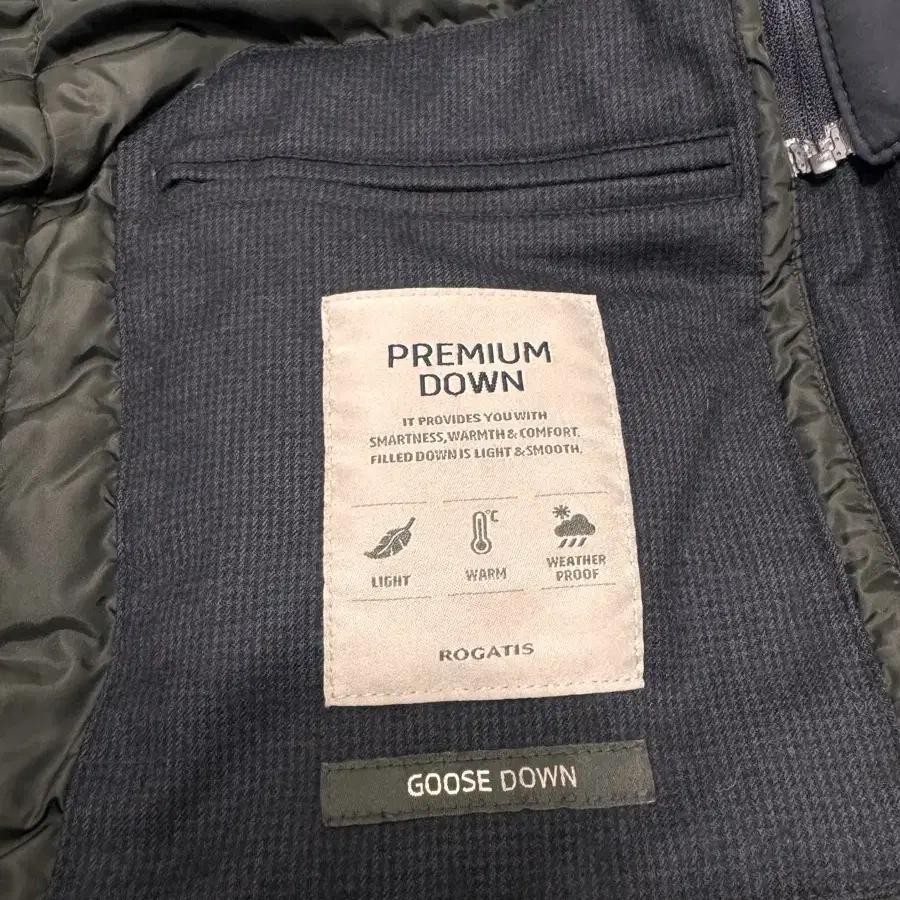 PREMIUM
DOWN
IT PROVIDES YOU WITH
SMARTNESS, WARMTH & COMFORT.
FILLED DOWN IS LIGHT & SMOOTH.
°C
LIGHT
WARM
WEATHER
PROOF
ROGATIS
GOOSE DOWN